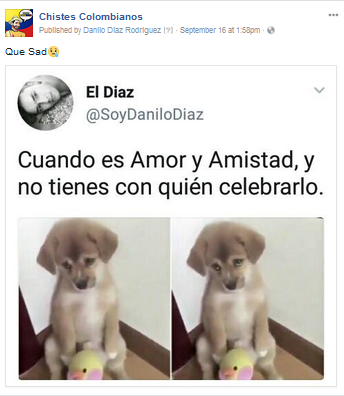 Chistes Colombianos
Published by Danilo Díaz Rodríguez [?] · September 16 at 1:58pm ·
Que Sad😢
El Diaz
@SoyDaniloDiaz
Cuando es Amor y Amistad, y
no tienes con quién celebrarlo.